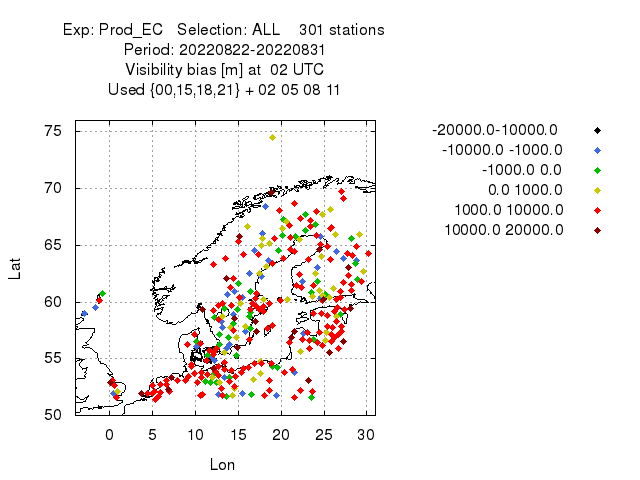 Exp: Prod_EC Selection: ALL 301 stations
Period: 20220822-20220831
Visibility bias [m] at 02 UTC
Used {00,15,18,21} + 02 05 08 11
-20000.0-10000.0
-10000.0 -1000.0
-1000.0 0.0
0.0 1000.0
1000.0 10000.0
10000.0 20000.0
75
70
65
60
55
50
Lat
0 5 10 15 20 25 30
Lon